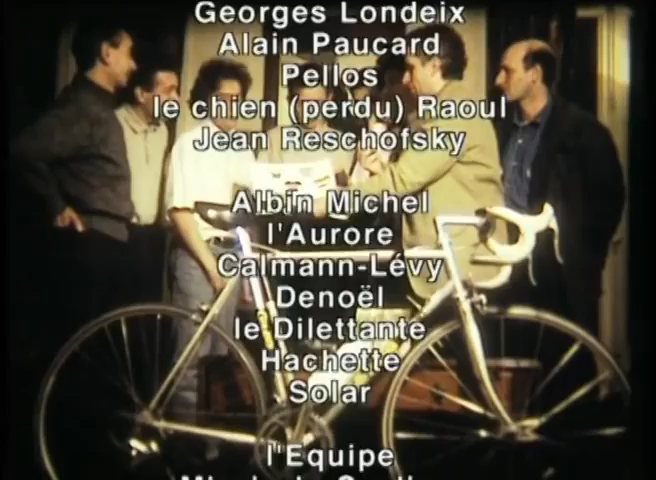 Georges Londeix
Alain Paucard
Pellos
le chien (perdu) Raoul
Jean Reschofsky
Albin Michel
l'Aurore
Calmann-Lévy
Denoël
le Dilettante
Hachette
Solar
l'Equipe